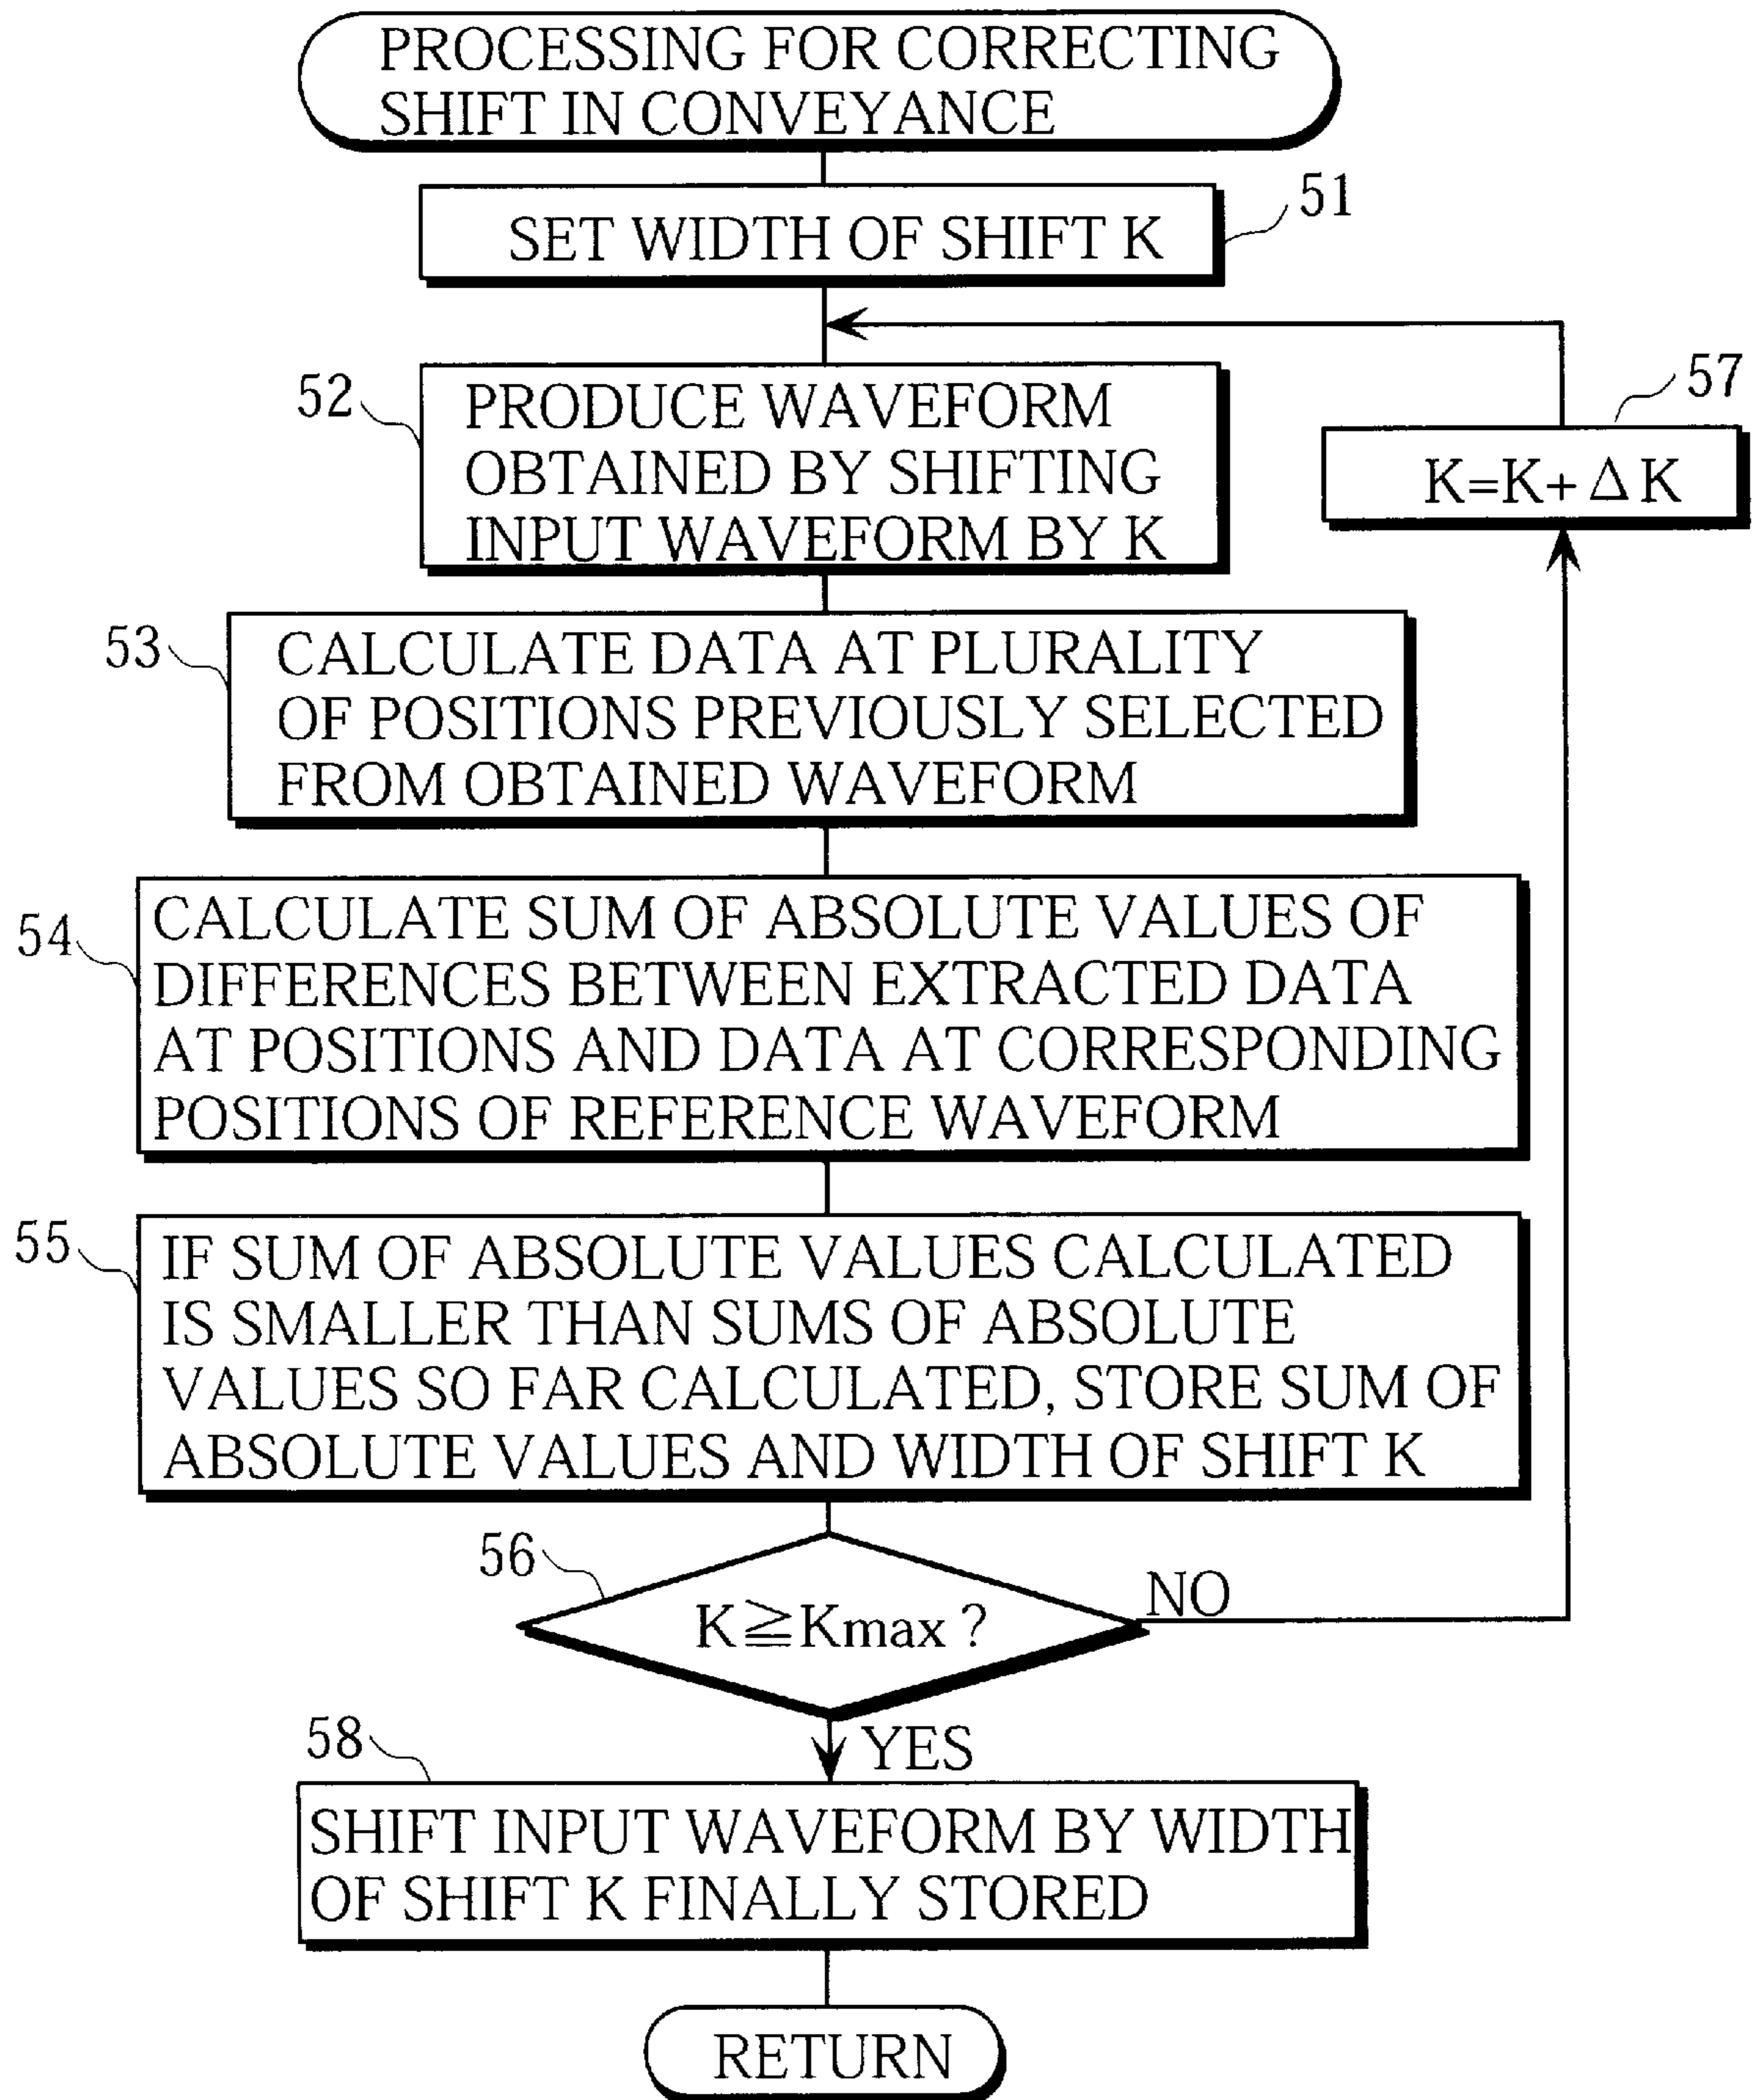 PROCESSING FOR CORRECTING
SHIFT IN CONVEYANCE
51
SET WIDTH OF SHIFT K
52
PRODUCE WAVEFORM
OBTAINED BY SHIFTING
INPUT WAVEFORM BY K
57
K=K+ΔK
53
CALCULATE DATA AT PLURALITY
OF POSITIONS PREVIOUSLY SELECTED
FROM OBTAINED WAVEFORM
54
CALCULATE SUM OF ABSOLUTE VALUES OF
DIFFERENCES BETWEEN EXTRACTED DATA
AT POSITIONS AND DATA AT CORRESPONDING
POSITIONS OF REFERENCE WAVEFORM
55
IF SUM OF ABSOLUTE VALUES CALCULATED
IS SMALLER THAN SUMS OF ABSOLUTE
VALUES SO FAR CALCULATED, STORE SUM OF
ABSOLUTE VALUES AND WIDTH OF SHIFT K
56
K≧Kmax ?
NO
YES
58
SHIFT INPUT WAVEFORM BY WIDTH
OF SHIFT K FINALLY STORED
RETURN